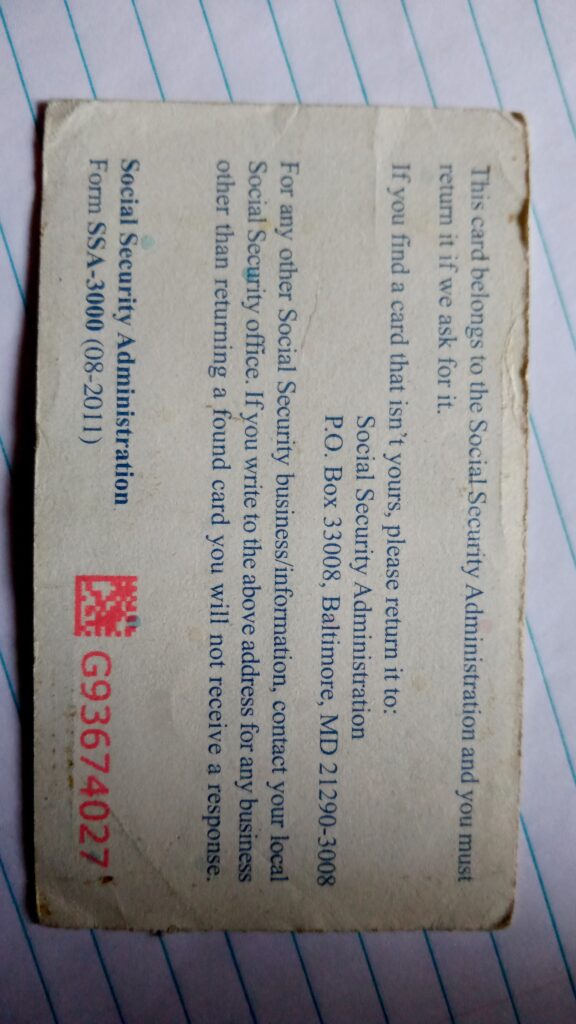 This card belongs to the Social Security Administration and you must
return it if we ask for it.
If you find a card that isn't yours, please return it to:
Social Security Administration
P.O. Box 33008, Baltimore, MD 21290-3008
For any other Social Security business/information, contact your local
Social Security office. If you write to the above address for any business
other than returning a found card you will not receive a response.
Social Security Administration
Form SSA-3000 (08-2011)
G93674027